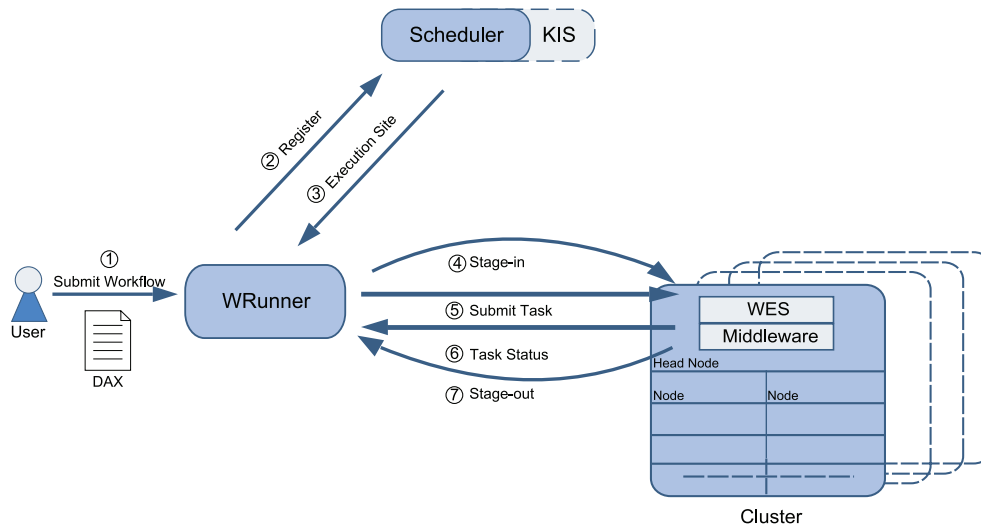 Scheduler
KIS
② Register
③ Execution Site
①
Submit Workflow
User
DAX
WRunner
④ Stage-in
⑤ Submit Task
⑥ Task Status
⑦ Stage-out
WES
Middleware
Head Node
Node
Node
Cluster